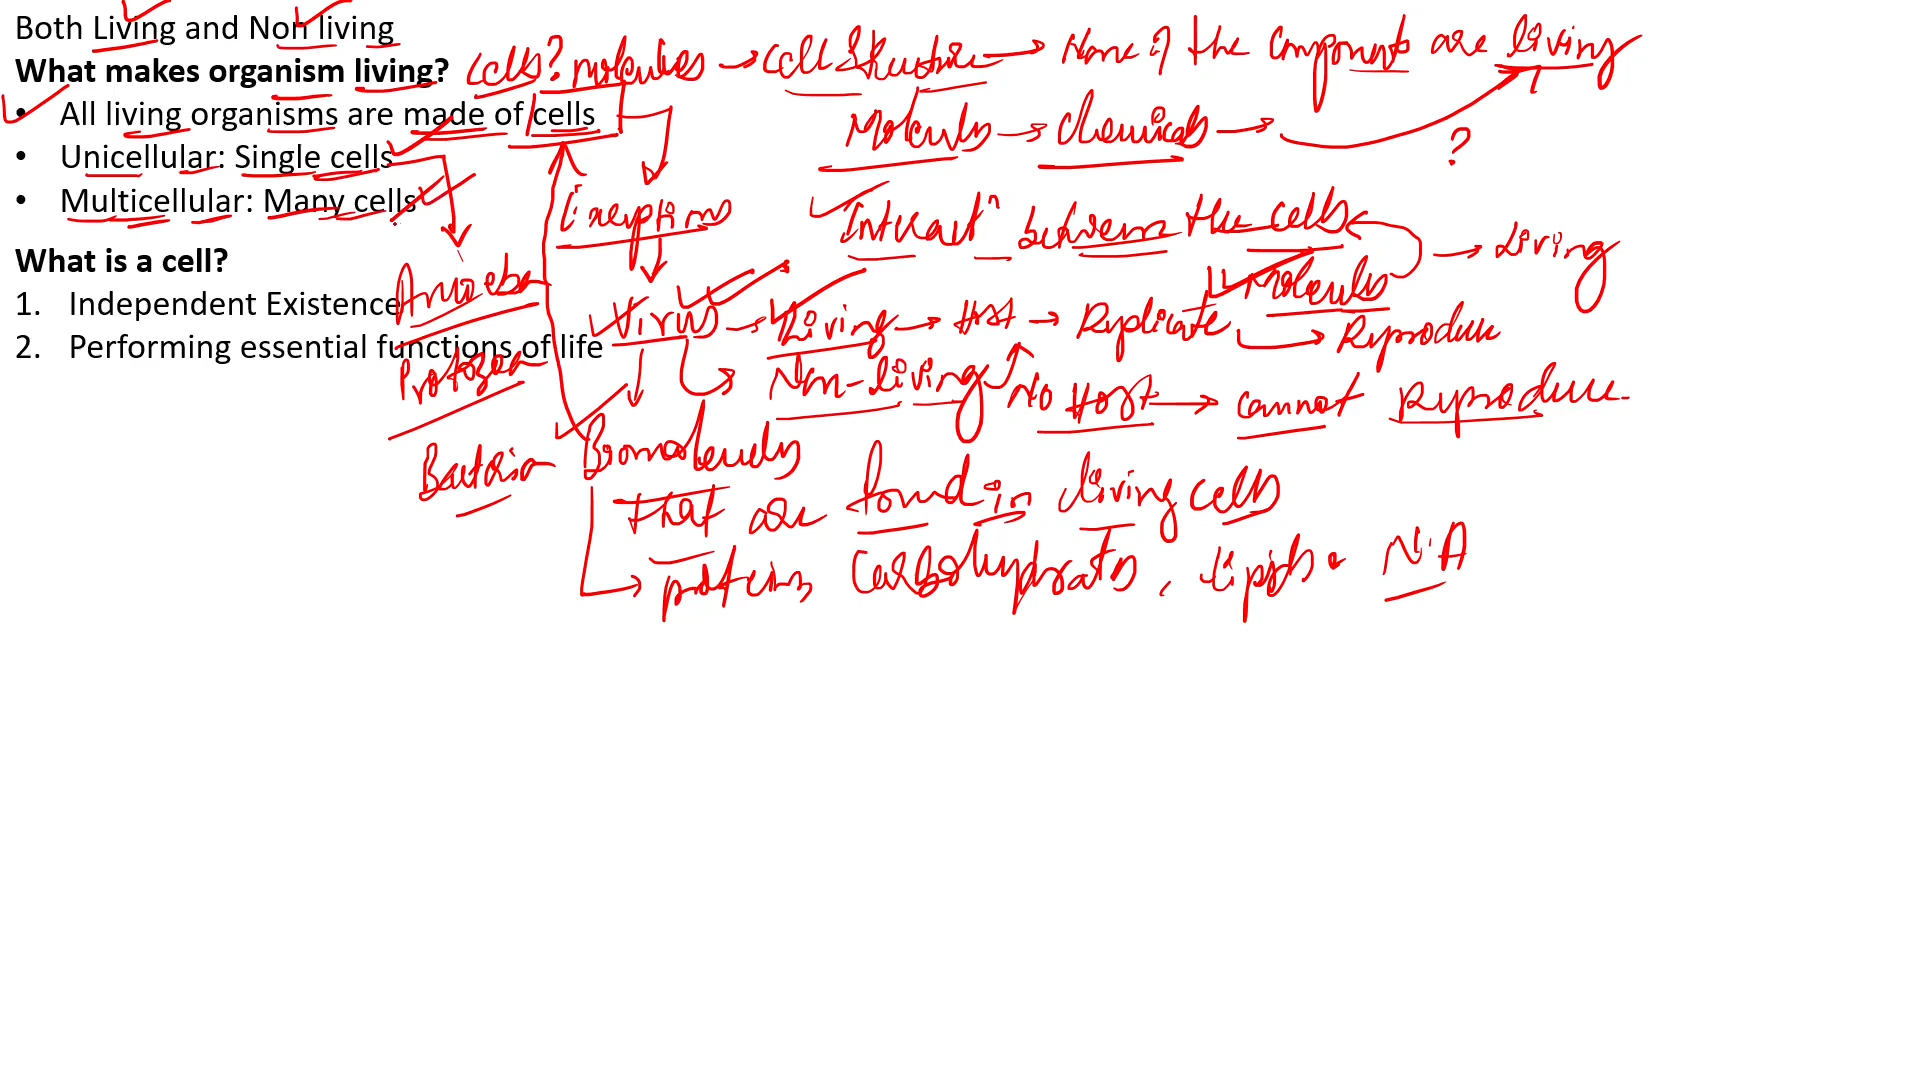 Both Living and Non living
What makes organism living? Cells? molecules → Cell Structure → None of the components are living
• All living organisms are made of cells
Molecules → chemicals → ?
• Unicellular: Single cells
• Multicellular: Many cells
Exceptions
Interactn between the cells
molecules → Living
What is a cell?
Amoeba
1. Independent Existence
Virus → Living → Host → Replicate → Reproduce
2. Performing essential functions of life
Protozoa
Non-living No Host → cannot Reproduce
Bacteria
Biomolecules
that are found in living cells
proteins Carbohydrates, lipids N.A